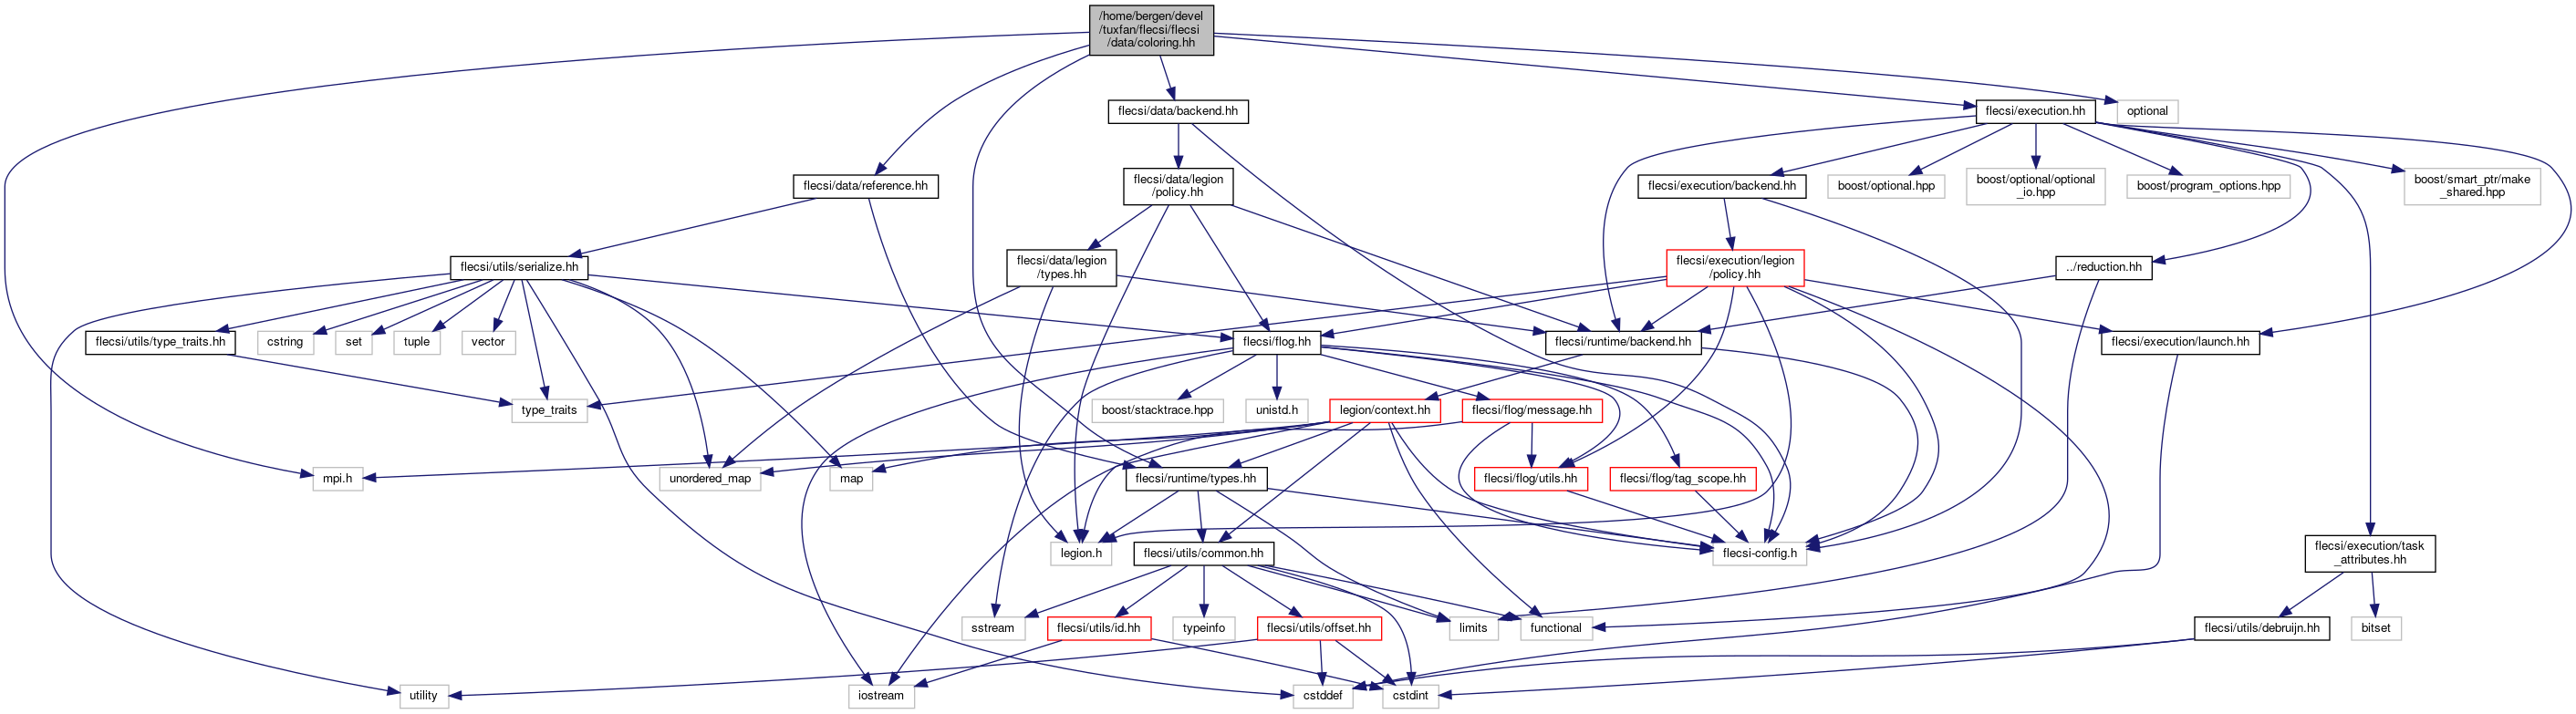 /home/bergen/devel
/tuxfan/flecsi/flecsi
/data/coloring.hh
flecsi/data/backend.hh
flecsi/execution.hh
optional
flecsi/data/reference.hh
flecsi/data/legion
/policy.hh
flecsi/execution/backend.hh
boost/optional.hpp
boost/optional/optional
_io.hpp
boost/program_options.hpp
boost/smart_ptr/make
_shared.hpp
flecsi/utils/serialize.hh
flecsi/data/legion
/types.hh
flecsi/execution/legion
/policy.hh
../reduction.hh
flecsi/utils/type_traits.hh
cstring
set
tuple
vector
flecsi/flog.hh
flecsi/runtime/backend.hh
flecsi/execution/launch.hh
type_traits
boost/stacktrace.hpp
unistd.h
legion/context.hh
flecsi/flog/message.hh
mpi.h
unordered_map
map
flecsi/runtime/types.hh
flecsi/flog/utils.hh
flecsi/flog/tag_scope.hh
legion.h
flecsi/utils/common.hh
flecsi-config.h
flecsi/execution/task
_attributes.hh
sstream
flecsi/utils/id.hh
typeinfo
flecsi/utils/offset.hh
limits
functional
flecsi/utils/debruijn.hh
bitset
utility
iostream
cstddef
cstdint